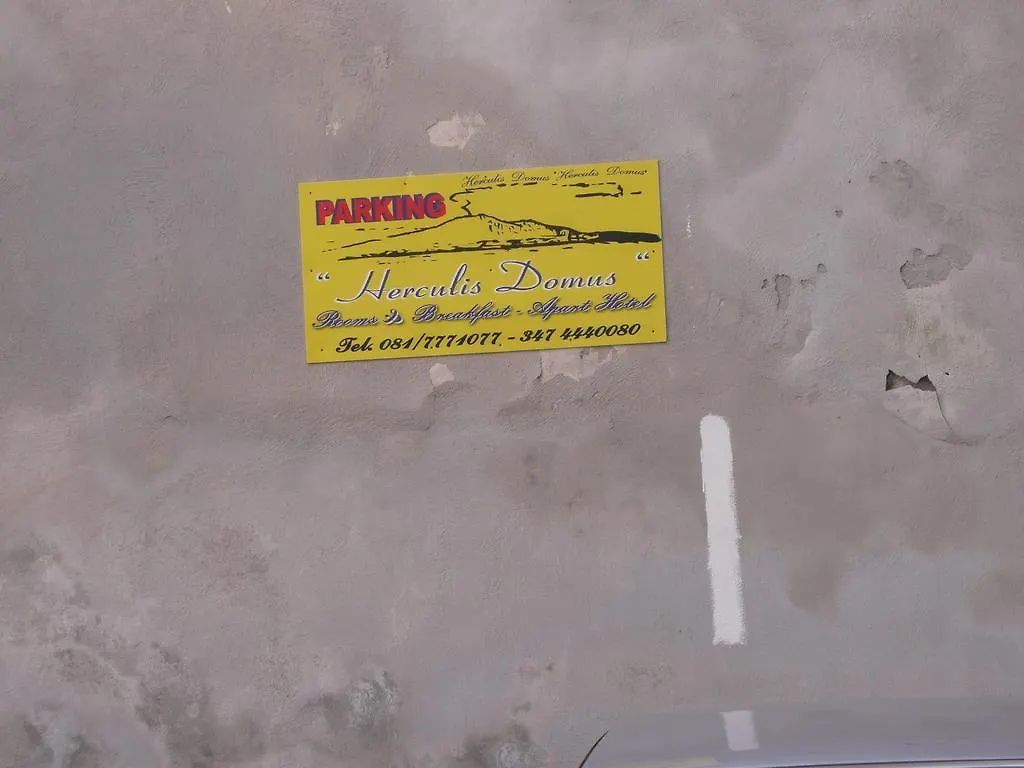 Herculis Domus "Herculis Domus"
PARKING
“ Herculis Domus “
Rooms & Breakfast - Apart Hotel
Tel. 081/7771077 - 347 4440080